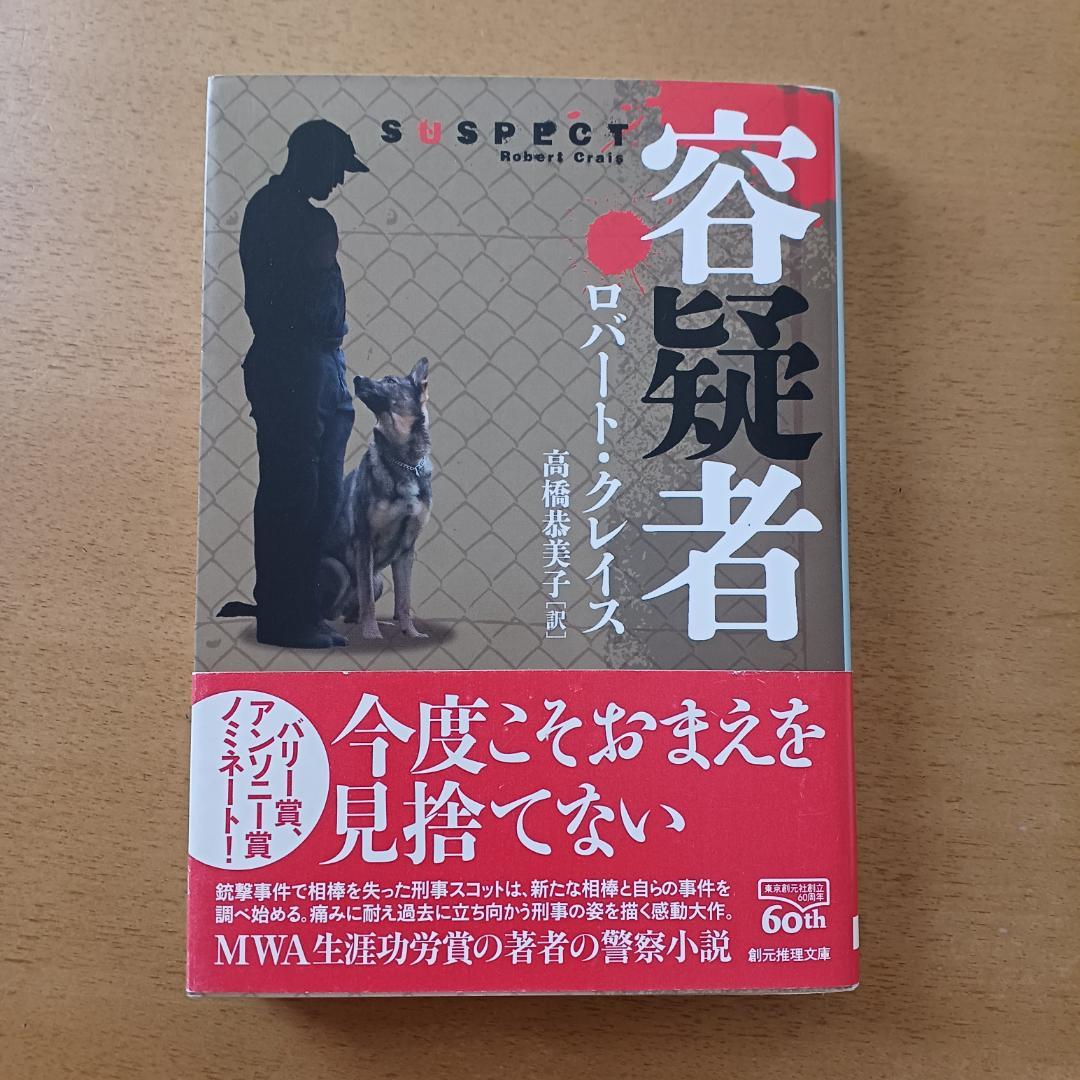 SUSPECT
Robert Crais
容疑者
ロバート・クレイス
高橋恭美子[訳]
バリー賞、
アンソニー賞
ノミネート!
今度こそおまえを
見捨てない
銃撃事件で相棒を失った刑事スコットは、新たな相棒と自らの事件を
調べ始める。痛みに耐え過去に立ち向かう刑事の姿を描く感動大作。
MWA生涯功労賞の著者の警察小説
東京創元社創立
60周年
60th
創元推理文庫